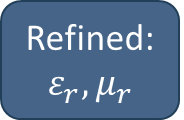 Refined:
𝜀ᵣ, 𝜇ᵣ